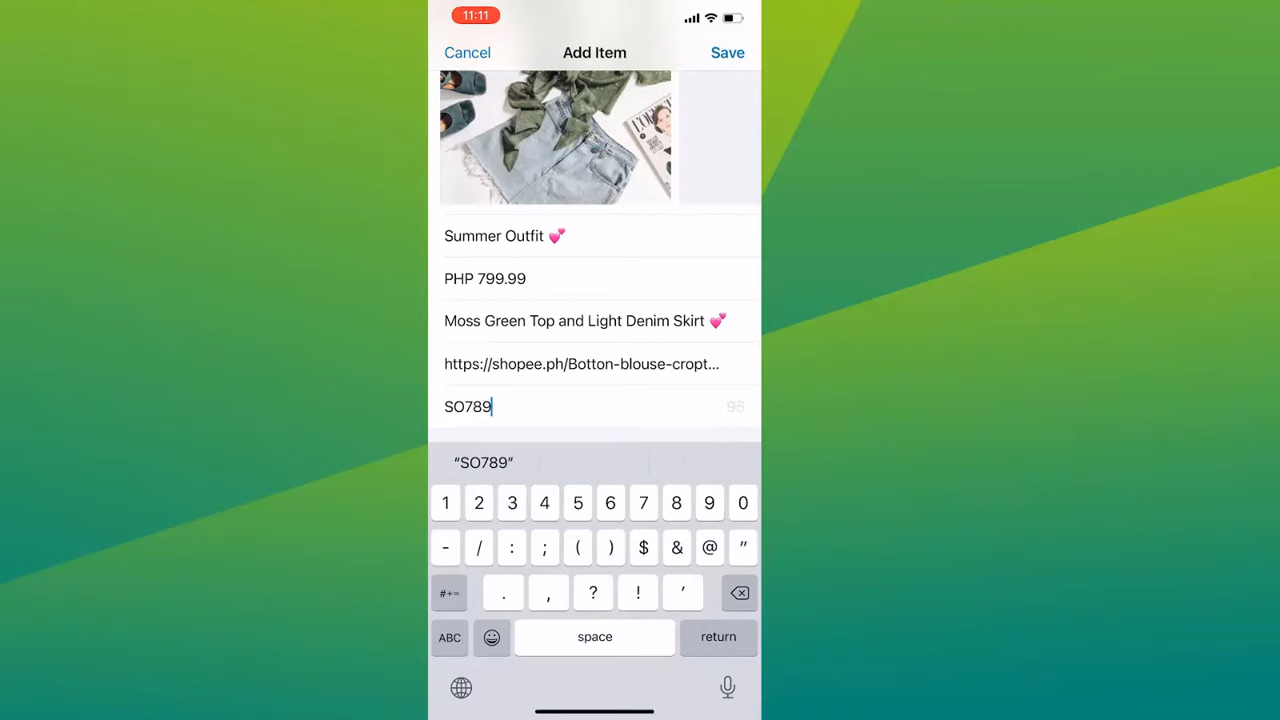 11:11
Cancel Add Item Save
L'OFFICIEL
Summer Outfit 💕
PHP 799.99
Moss Green Top and Light Denim Skirt 💕
https://shopee.ph/Botton-blouse-cropt...
SO789 95
“SO789”
1 2 3 4 5 6 7 8 9 0
- / : ; ( ) $ & @ "
#+= . , ? ! ’
ABC space return